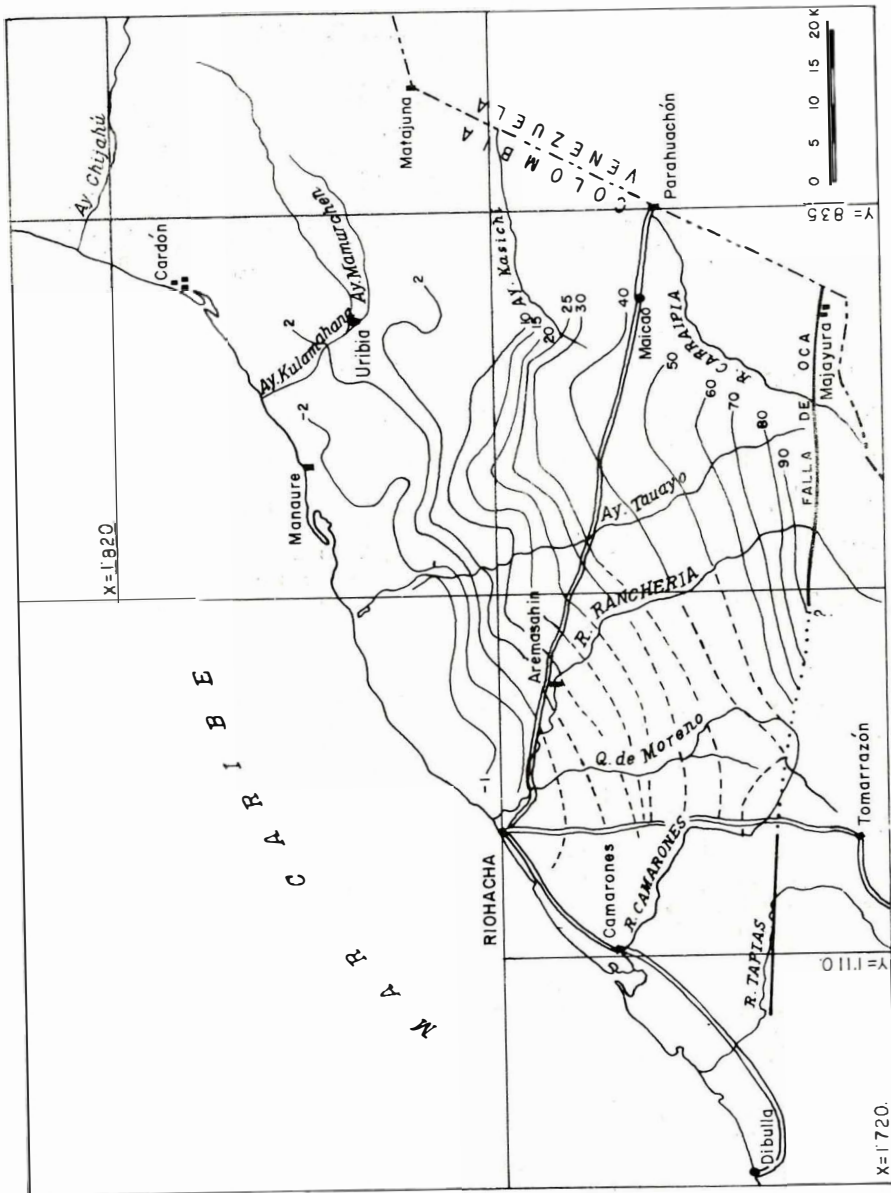 X=1'820
Ay. Chijahú
Cardón
Matajuna
Ay. Mamurchen
Ay. Kulamahana
Uribia
Manaure
2
2
-2
MAR CARIBE
COLOMBIA
VENEZUELA
Ay. Kasichi
10
15
20
25
30
40
50
60
70
80
90
-1
RIOHACHA
Aremasahin
Maicao
Parahuachón
R. CARRAIPIA
Ay. Tauayo
R. RANCHERIA
Q. de Moreno
Camarones
R. CAMARONES
R. TAPIAS
Dibulla
Tomarrazón
FALLA DE OCA
?
Majayura
Y=1'110.
Y=835
X=1'720.
0 5 10 15 20 K